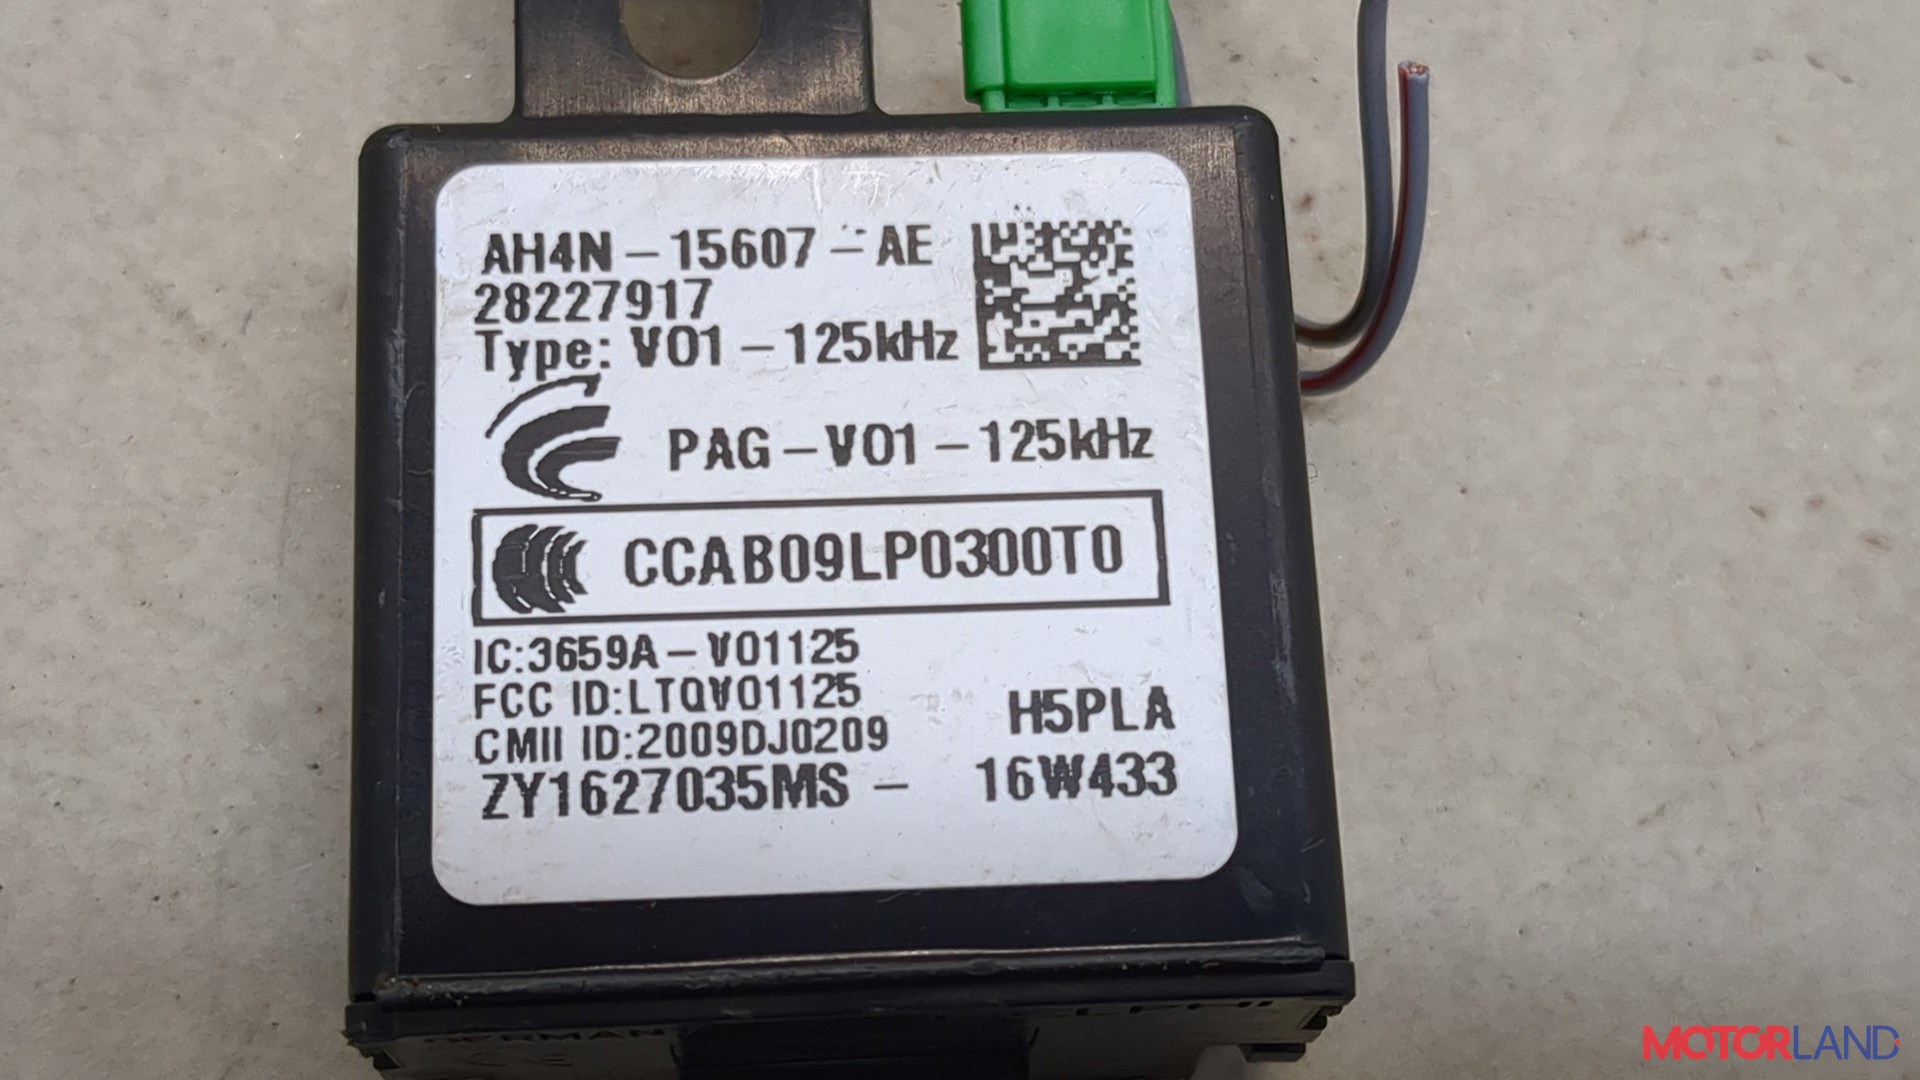 AH4N-15607-AE
28227917
Type: V01-125kHz
PAG-V01-125kHz
CCAB09LP0300T0
IC:3659A-V01125
FCC ID:LTQV01125
CMII ID:2009DJ0209
H5PLA
ZY1627035MS- 16W433
MOTORLAND